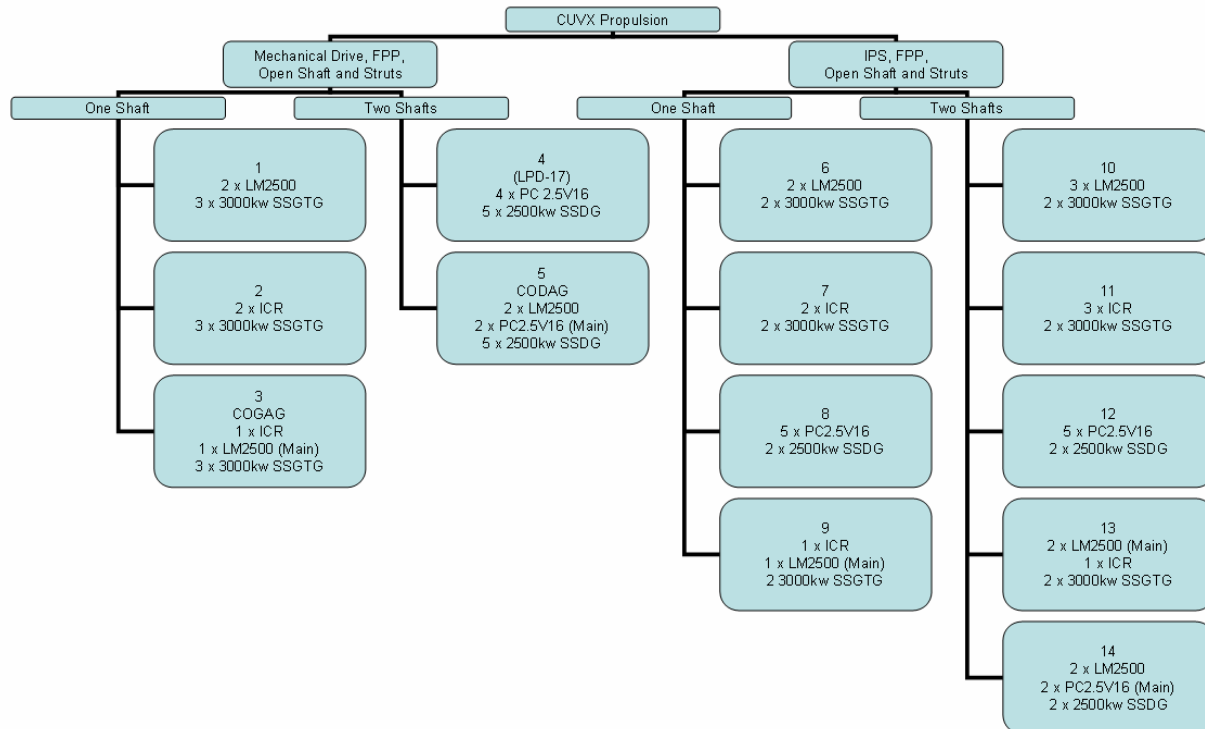 CUVX Propulsion
Mechanical Drive, FPP,
Open Shaft and Struts
One Shaft
1
2 x LM2500
3 x 3000kw SSGTG
2
2 x ICR
3 x 3000kw SSGTG
3
COGAG
1 x ICR
1 x LM2500 (Main)
3 x 3000kw SSGTG
Two Shafts
4
(LPD-17)
4 x PC 2.5V16
5 x 2500kw SSDG
5
CODAG
2 x LM2500
2 x PC2.5V16 (Main)
5 x 2500kw SSDG
IPS, FPP,
Open Shaft and Struts
One Shaft
6
2 x LM2500
2 x 3000kw SSGTG
7
2 x ICR
2 x 3000kw SSGTG
8
5 x PC2.5V16
2 x 2500kw SSDG
9
1 x ICR
1 x LM2500 (Main)
2 3000kw SSGTG
Two Shafts
10
3 x LM2500
2 x 3000kw SSGTG
11
3 x ICR
2 x 3000kw SSGTG
12
5 x PC2.5V16
2 x 2500kw SSDG
13
2 x LM2500 (Main)
1 x ICR
2 x 3000kw SSGTG
14
2 x LM2500
2 x PC2.5V16 (Main)
2 x 2500kw SSDG